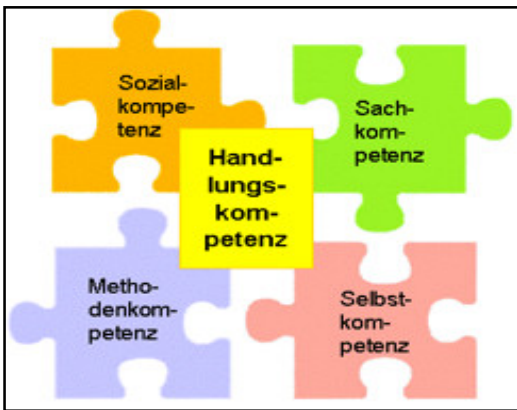 Sozial-
kompe-
tenz
Sach-
kom-
petenz
Hand-
lungs-
kom-
petenz
Metho-
denkom-
petenz
Selbst-
kom-
petenz